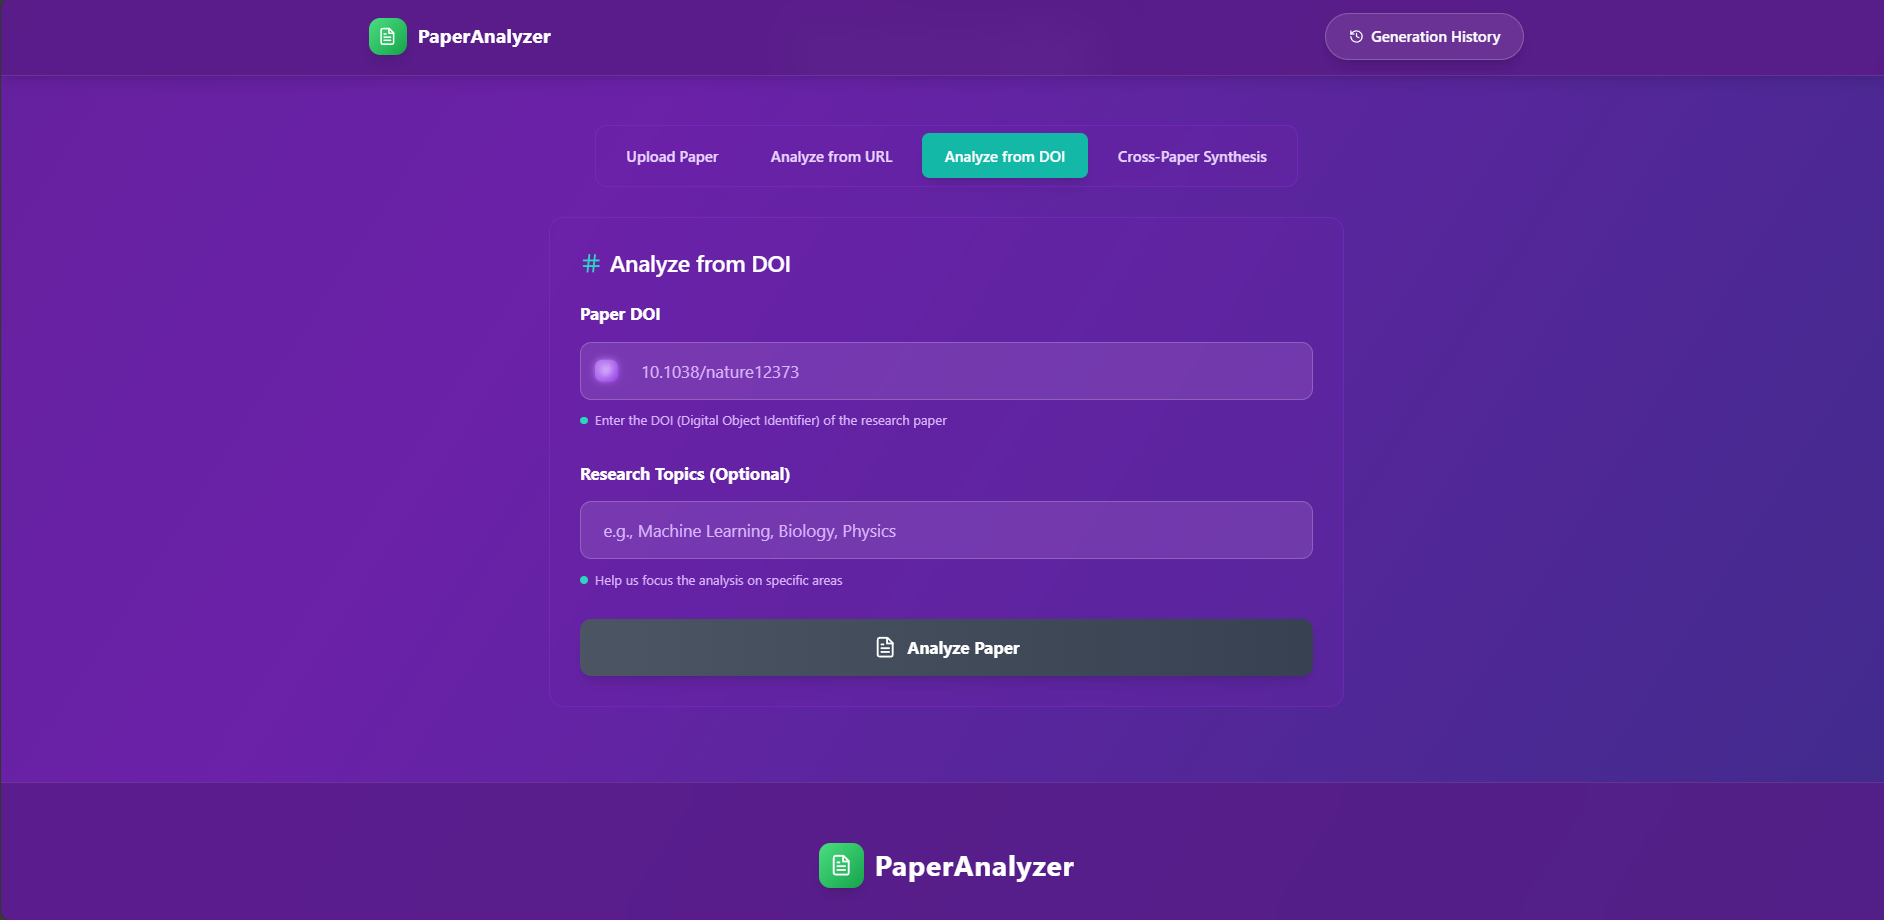 PaperAnalyzer
Generation History
Upload Paper
Analyze from URL
Analyze from DOI
Cross-Paper Synthesis
# Analyze from DOI
Paper DOI
10.1038/nature12373
Enter the DOI (Digital Object Identifier) of the research paper
Research Topics (Optional)
e.g., Machine Learning, Biology, Physics
Help us focus the analysis on specific areas
Analyze Paper
PaperAnalyzer